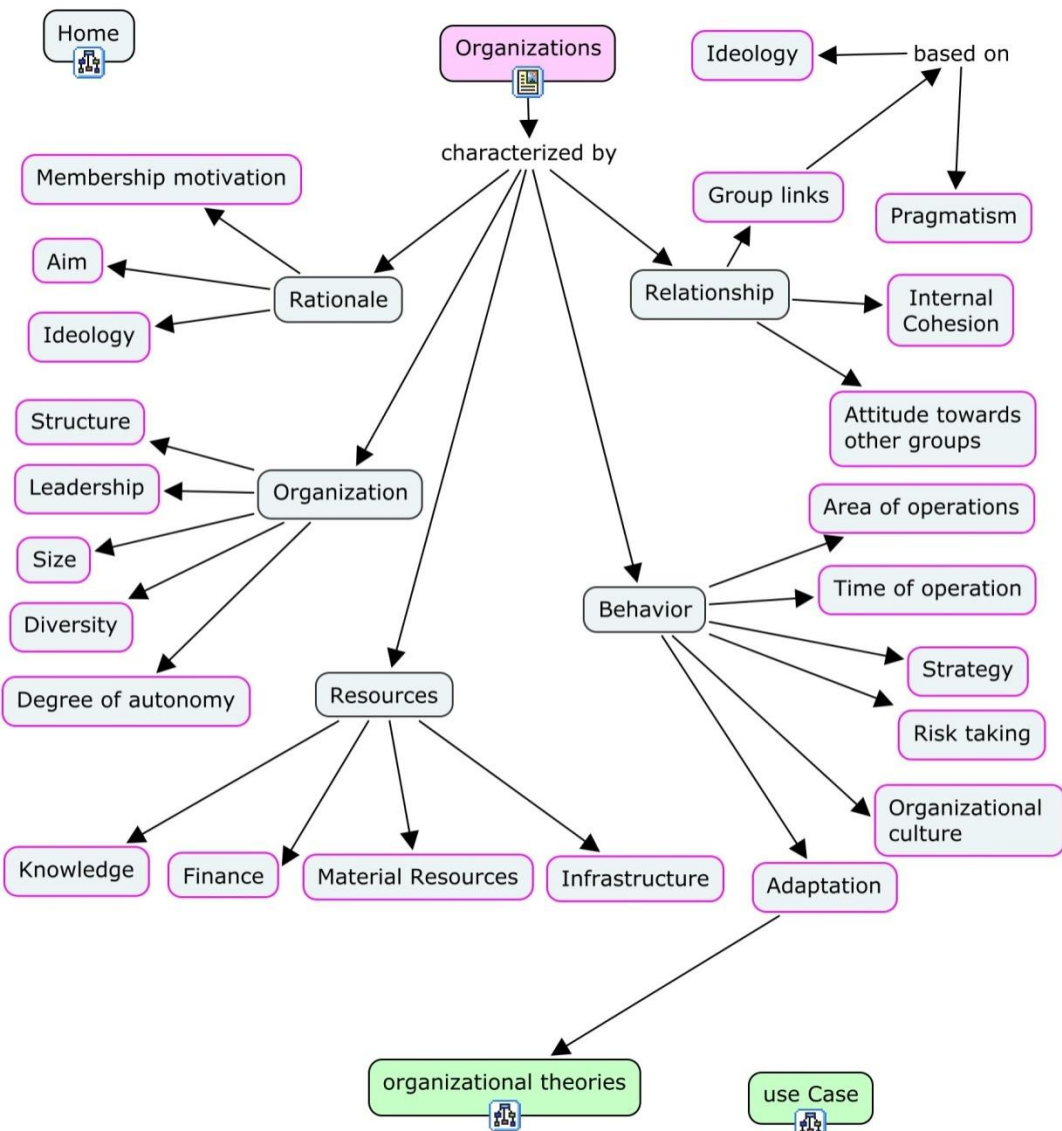 Home
Organizations
Ideology
based on
characterized by
Membership motivation
Group links
Pragmatism
Aim
Rationale
Relationship
Internal
Cohesion
Ideology
Structure
Attitude towards
other groups
Leadership
Organization
Area of operations
Size
Time of operation
Diversity
Behavior
Strategy
Degree of autonomy
Resources
Risk taking
Organizational
culture
Knowledge
Finance
Material Resources
Infrastructure
Adaptation
organizational theories
use Case